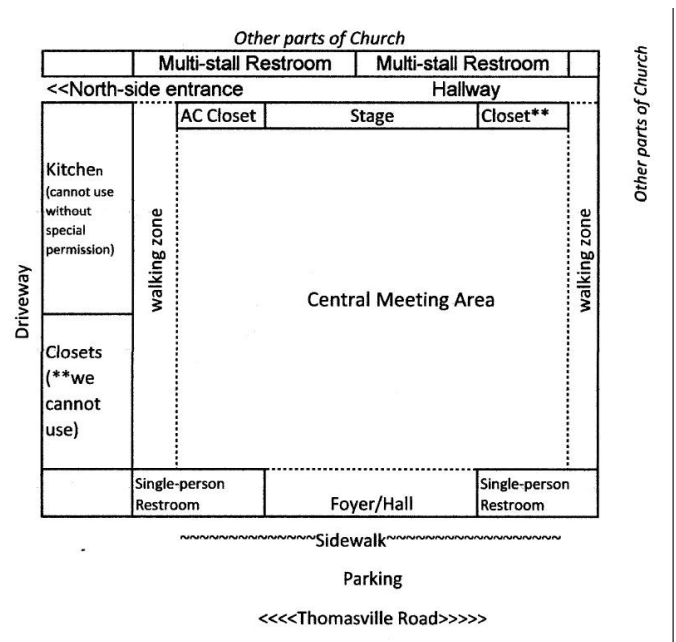 Other parts of Church
Multi-stall Restroom
Multi-stall Restroom
<<North-side entrance
Hallway
Other parts of Church
AC Closet
Stage
Closet**
Kitchen
(cannot use
without
special
permission)
walking zone
Central Meeting Area
walking zone
Driveway
Closets
(**we
cannot
use)
Single-person
Restroom
Foyer/Hall
Single-person
Restroom
~~~~~~~~~~~~~~~Sidewalk~~~~~~~~~~~~~~~~~~~
Parking
<<<<Thomasville Road>>>>>